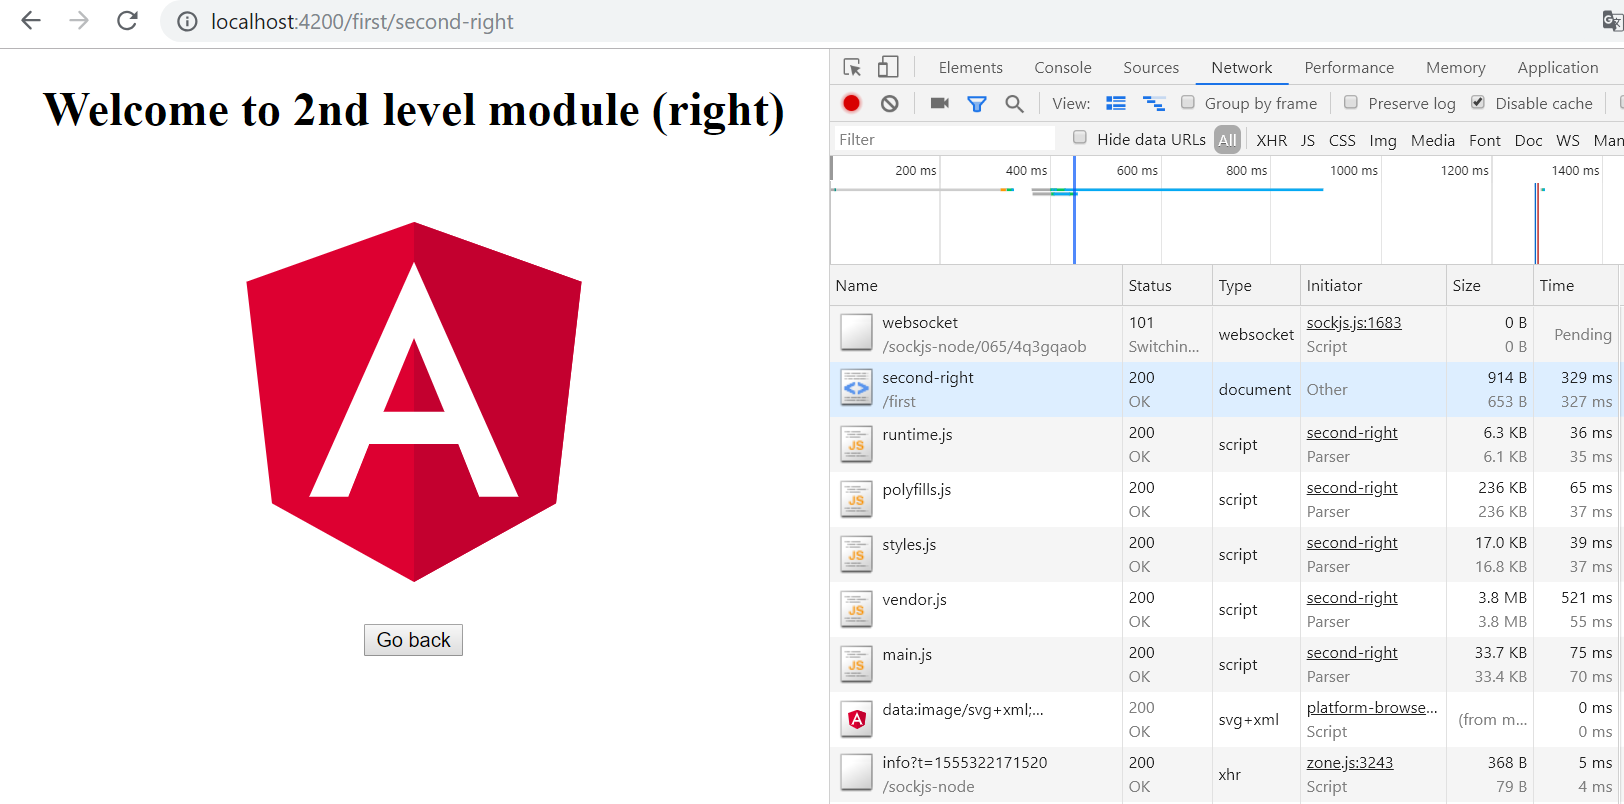 localhost:4200/first/second-right
Welcome to 2nd level module (right)
A
Go back
Elements Console Sources Network Performance Memory Application
View: Group by frame Preserve log Disable cache
Filter Hide data URLs All XHR JS CSS Img Media Font Doc WS Man
200 ms 400 ms 600 ms 800 ms 1000 ms 1200 ms 1400 ms
Name Status Type Initiator Size Time
websocket 101 websocket sockjs.js:1683 0 B Pending
/sockjs-node/065/4q3gqaob Switchin... Script 0 B
second-right 200 document Other 914 B 329 ms
/first OK 653 B 327 ms
runtime.js 200 script second-right 6.3 KB 36 ms
OK Parser 6.1 KB 35 ms
polyfills.js 200 script second-right 236 KB 65 ms
OK Parser 236 KB 37 ms
styles.js 200 script second-right 17.0 KB 39 ms
OK Parser 16.8 KB 37 ms
vendor.js 200 script second-right 3.8 MB 521 ms
OK Parser 3.8 MB 55 ms
main.js 200 script second-right 33.7 KB 75 ms
OK Parser 33.4 KB 70 ms
data:image/svg+xml;... 200 svg+xml platform-browse... (from m... 0 ms
OK Script 0 ms
info?t=1555322171520 200 xhr zone.js:3243 368 B 5 ms
/sockjs-node OK Script 79 B 4 ms